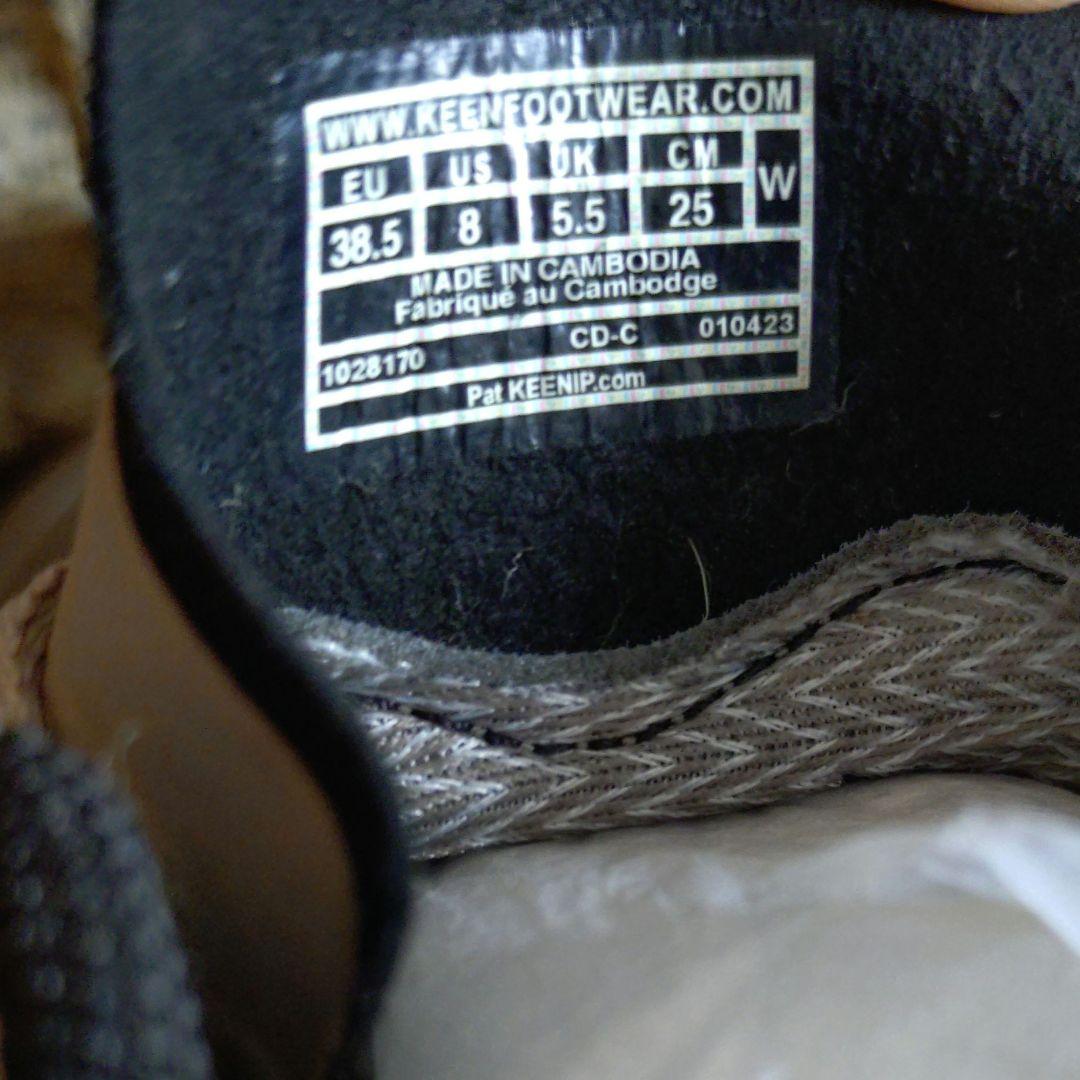 WWW.KEENFOOTWEAR.COM
EU US UK CM W
38.5 8 5.5 25
MADE IN CAMBODIA
Fabriqué au Cambodge
1028170 CD-C 010423
Pat KEENIP.com